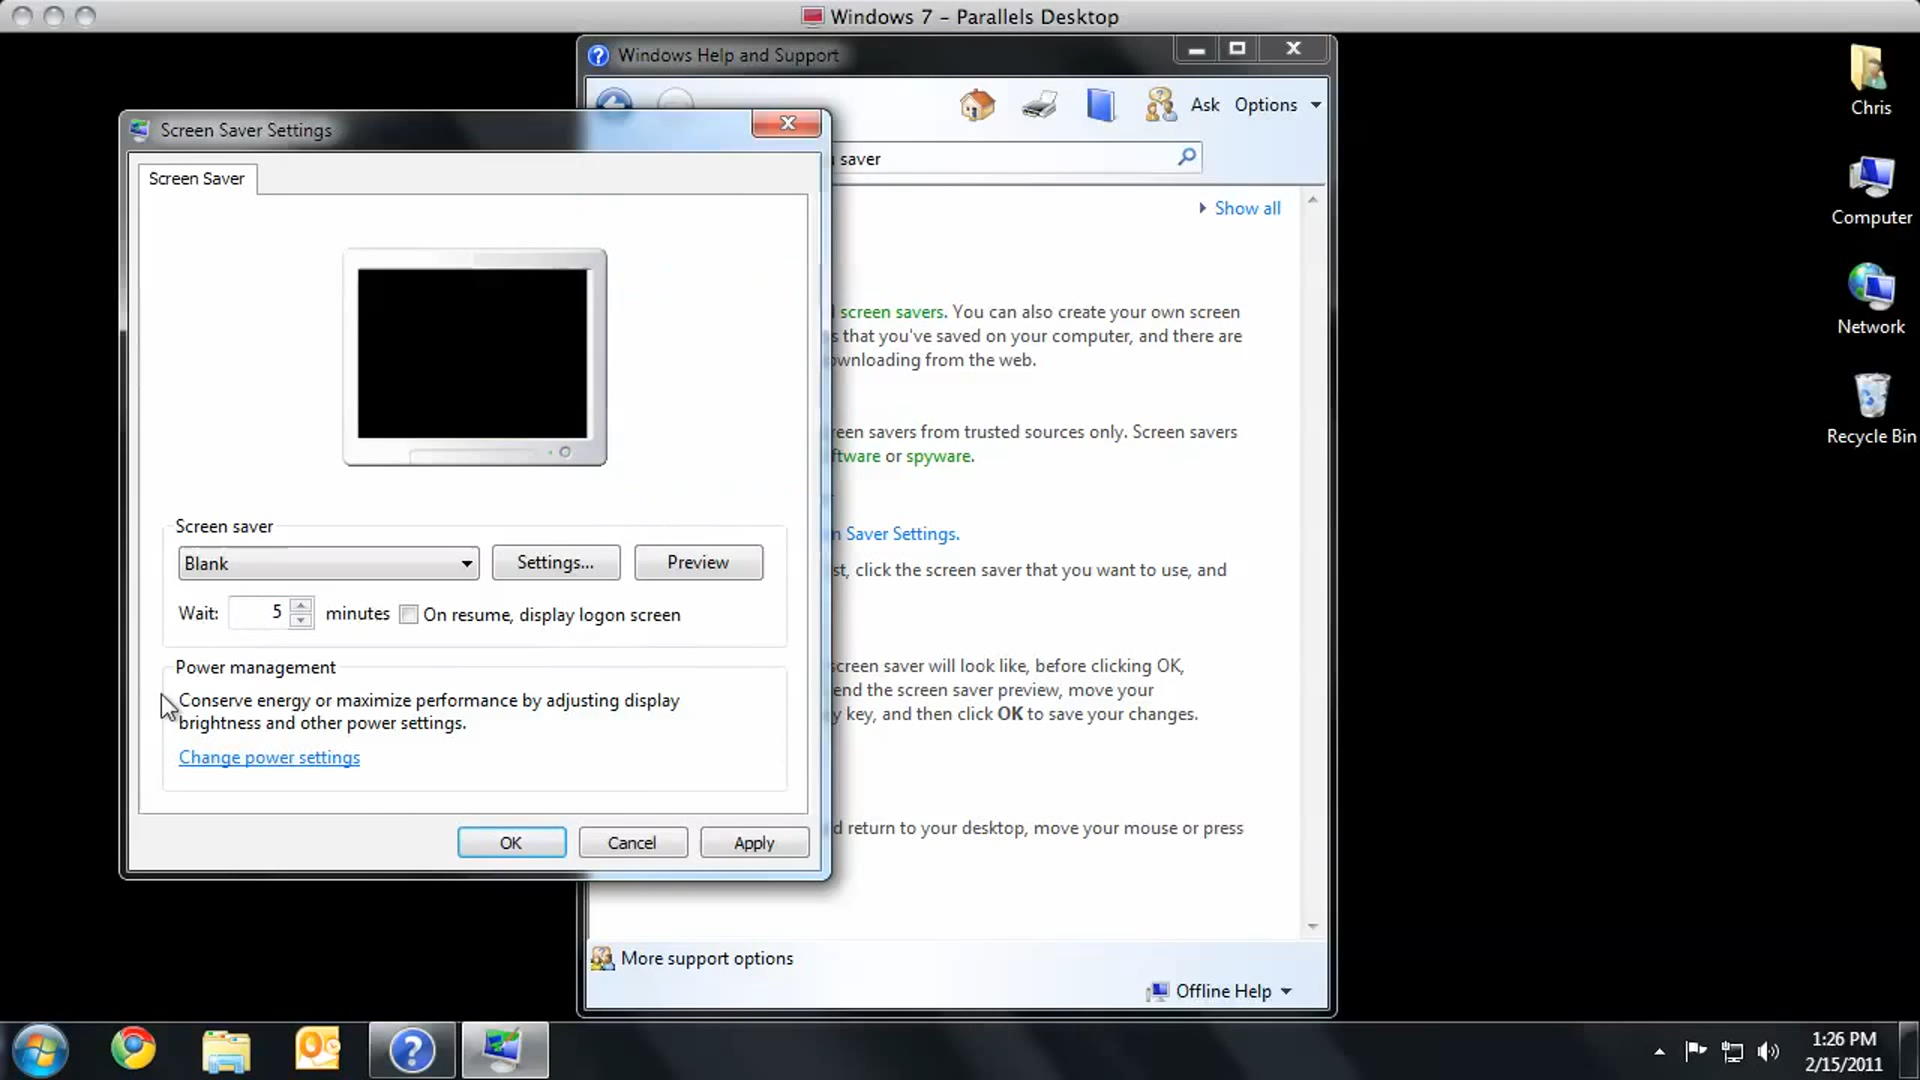 Windows 7 - Parallels Desktop
Windows Help and Support
Ask Options
saver
Show all
screen savers. You can also create your own screen
that you've saved on your computer, and there are
downloading from the web.
screen savers from trusted sources only. Screen savers
or spyware.
Saver Settings.
click the screen saver that you want to use, and
screen saver will look like, before clicking OK,
end the screen saver preview, move your
key, and then click OK to save your changes.
return to your desktop, move your mouse or press
More support options
Offline Help
Screen Saver Settings
Screen Saver
Screen saver
Blank Settings... Preview
Wait: 5 minutes On resume, display logon screen
Power management
Conserve energy or maximize performance by adjusting display
brightness and other power settings.
Change power settings
OK Cancel Apply
Chris
Computer
Network
Recycle Bin
1:26 PM
2/15/2011